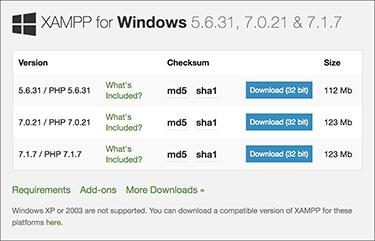 XAMPP for Windows 5.6.31, 7.0.21 & 7.1.7
Version Checksum Size
5.6.31 / PHP 5.6.31 What's Included? md5 sha1 Download (32 bit) 112 Mb
7.0.21 / PHP 7.0.21 What's Included? md5 sha1 Download (32 bit) 123 Mb
7.1.7 / PHP 7.1.7 What's Included? md5 sha1 Download (32 bit) 123 Mb
Requirements Add-ons More Downloads »
Windows XP or 2003 are not supported. You can download a compatible version of XAMPP for these
platforms here.